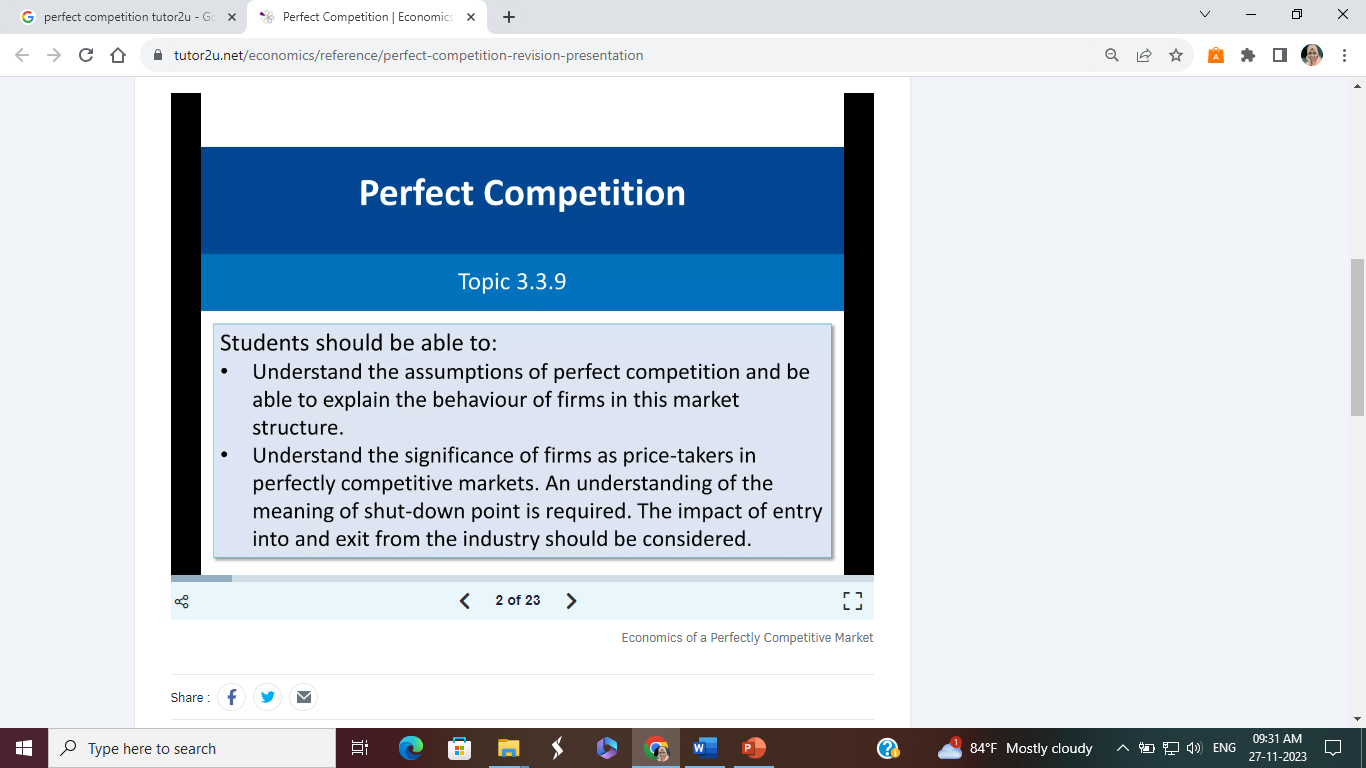 perfect competition tutor2u - Go
Perfect Competition | Economics
tutor2u.net/economics/reference/perfect-competition-revision-presentation
Perfect Competition
Topic 3.3.9
Students should be able to:
• Understand the assumptions of perfect competition and be
able to explain the behaviour of firms in this market
structure.
• Understand the significance of firms as price-takers in
perfectly competitive markets. An understanding of the
meaning of shut-down point is required. The impact of entry
into and exit from the industry should be considered.
2 of 23
Economics of a Perfectly Competitive Market
Share :
Type here to search
84°F Mostly cloudy
ENG
09:31 AM
27-11-2023